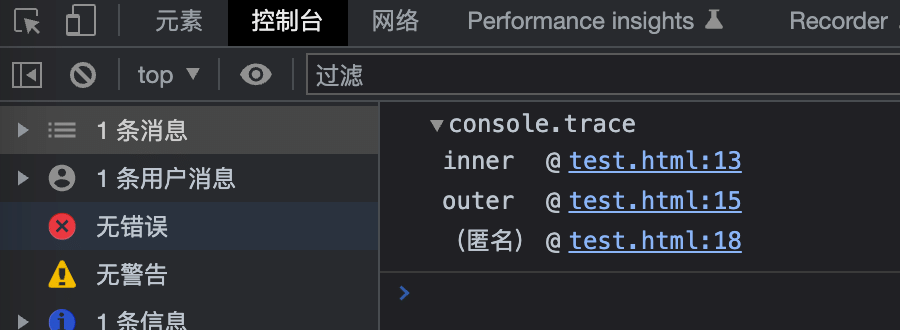 元素 控制台 网络 Performance insights Recorder
top 过滤
1 条消息
1 条用户消息
无错误
无警告
1 条信息
console.trace
inner @ test.html:13
outer @ test.html:15
(匿名) @ test.html:18